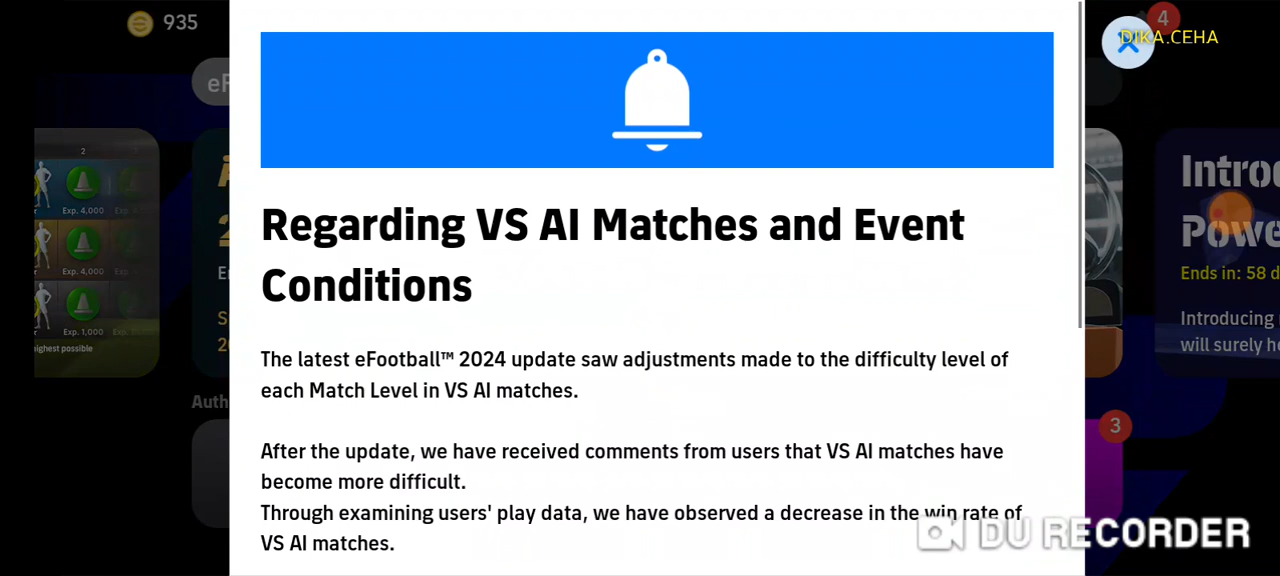 935
4
DIKA.CEHA
Regarding VS AI Matches and Event
Conditions
The latest eFootball™ 2024 update saw adjustments made to the difficulty level of
each Match Level in VS AI matches.
After the update, we have received comments from users that VS AI matches have
become more difficult.
Through examining users' play data, we have observed a decrease in the win rate of
VS AI matches.
2
Exp. 4,000
Exp. 4,000
Exp. 1,000
highest possible
Ends in: 58 d
Introducing
will surely
3
DU RECORDER